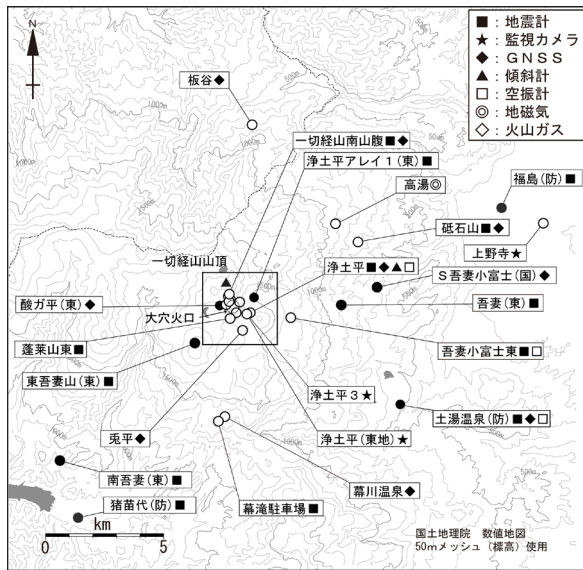 N
■：地震計
★：監視カメラ
◆：ＧＮＳＳ
▲：傾斜計
□：空振計
◎：地磁気
◇：火山ガス
板谷◆
一切経山南山腹■◆
浄土平アレイ１(東)■
高湯◎
福島(防)■
砥石山■◆
上野寺★
一切経山山頂
浄土平■◆▲□
Ｓ吾妻小富士(国)◆
酸ガ平(東)◆
大穴火口
吾妻(東)■
蓬莱山東■
吾妻小富士東■□
東吾妻山(東)■
浄土平３★
土湯温泉(防)■◆□
兎平◆
浄土平(東地)★
南吾妻(東)■
幕川温泉◆
猪苗代(防)■
幕滝駐車場■
km
0 5
国土地理院　数値地図
50mメッシュ(標高)使用